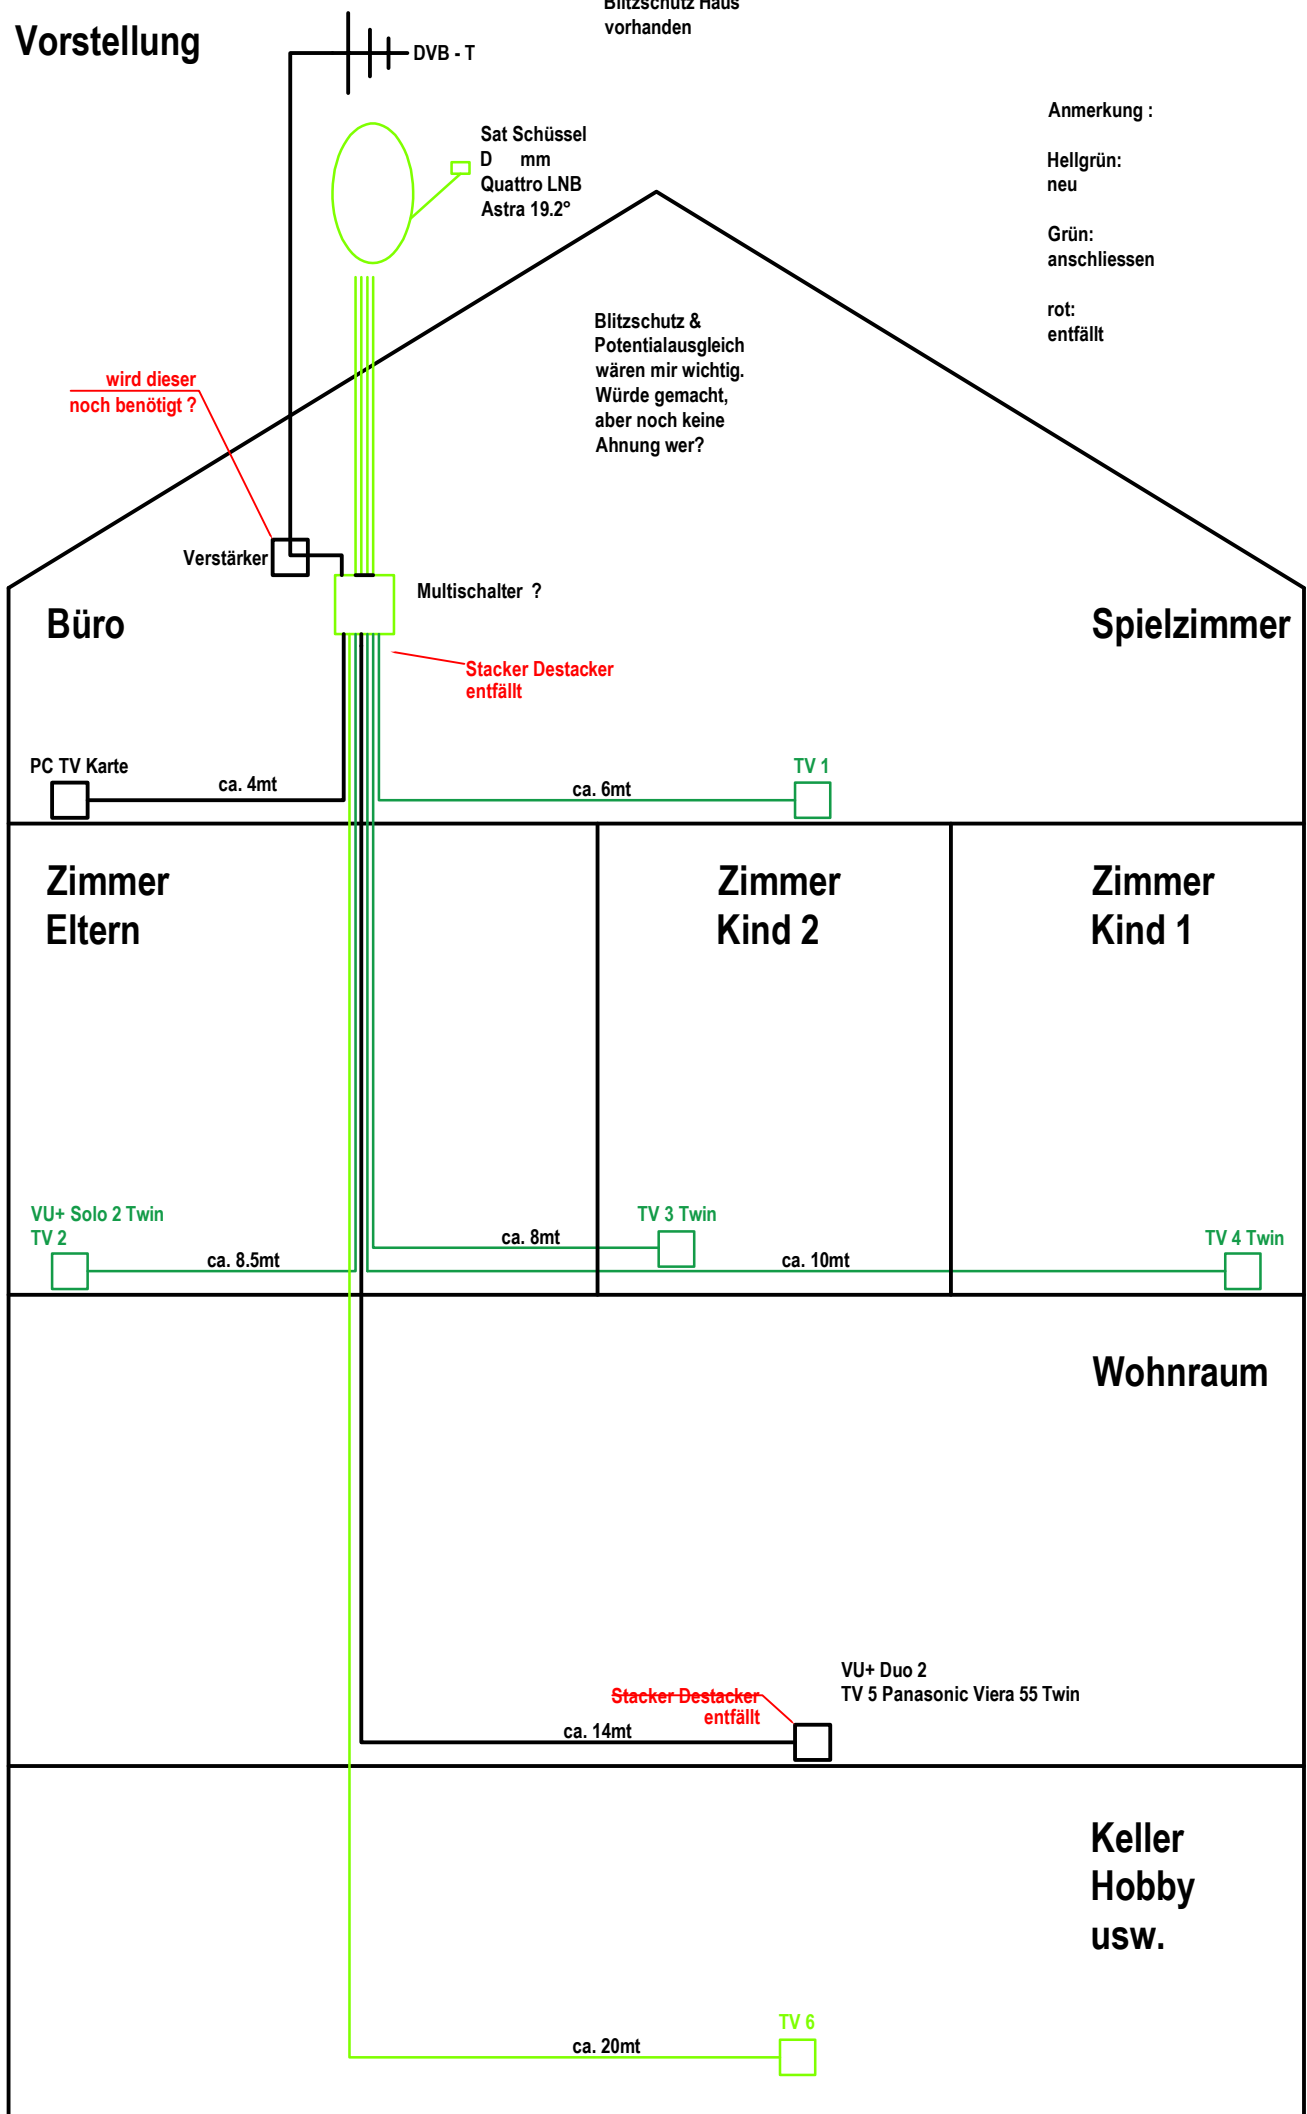 Blitzschutz Haus
vorhanden
Vorstellung
DVB - T
Sat Schüssel
D mm
Quattro LNB
Astra 19.2°
Anmerkung :
Hellgrün:
neu
Grün:
anschliessen
rot:
entfällt
Blitzschutz &
Potentialausgleich
wären mir wichtig.
Würde gemacht,
aber noch keine
Ahnung wer?
wird dieser
noch benötigt ?
Verstärker
Multischalter ?
Büro
Spielzimmer
Stacker Destacker
entfällt
PC TV Karte
ca. 4mt
ca. 6mt
TV 1
Zimmer
Eltern
Zimmer
Kind 2
Zimmer
Kind 1
VU+ Solo 2 Twin
TV 2
ca. 8.5mt
ca. 8mt
TV 3 Twin
ca. 10mt
TV 4 Twin
Wohnraum
VU+ Duo 2
TV 5 Panasonic Viera 55 Twin
Stacker Destacker
entfällt
ca. 14mt
Keller
Hobby
usw.
TV 6
ca. 20mt